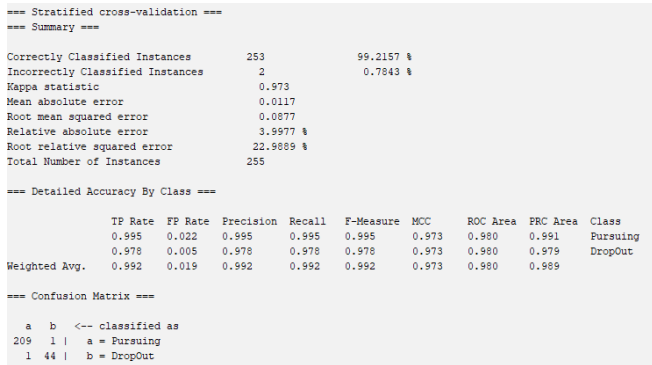 === Stratified cross-validation ===
=== Summary ===
Correctly Classified Instances 253 99.2157 %
Incorrectly Classified Instances 2 0.7843 %
Kappa statistic 0.973
Mean absolute error 0.0117
Root mean squared error 0.0877
Relative absolute error 3.9977 %
Root relative squared error 22.9889 %
Total Number of Instances 255
=== Detailed Accuracy By Class ===
TP Rate FP Rate Precision Recall F-Measure MCC ROC Area PRC Area Class
0.995 0.022 0.995 0.995 0.995 0.973 0.980 0.991 Pursuing
0.978 0.005 0.978 0.978 0.978 0.973 0.980 0.979 DropOut
Weighted Avg. 0.992 0.019 0.992 0.992 0.992 0.973 0.980 0.989
=== Confusion Matrix ===
a b <-- classified as
209 1 | a = Pursuing
1 44 | b = DropOut